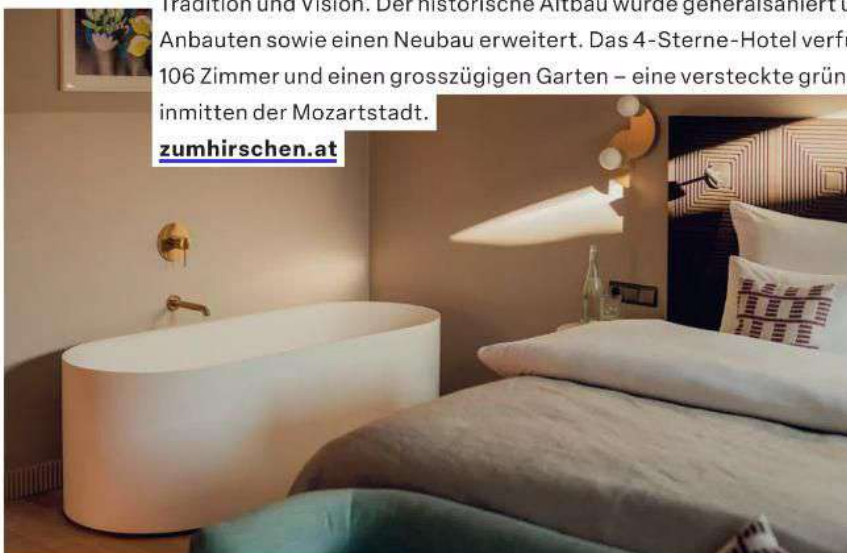 Tradition und Vision. Der historische Altbau wurde generalsaniert u
Anbauten sowie einen Neubau erweitert. Das 4-Sterne-Hotel verf
106 Zimmer und einen grosszügigen Garten – eine versteckte grün
inmitten der Mozartstadt.
zumhirschen.at